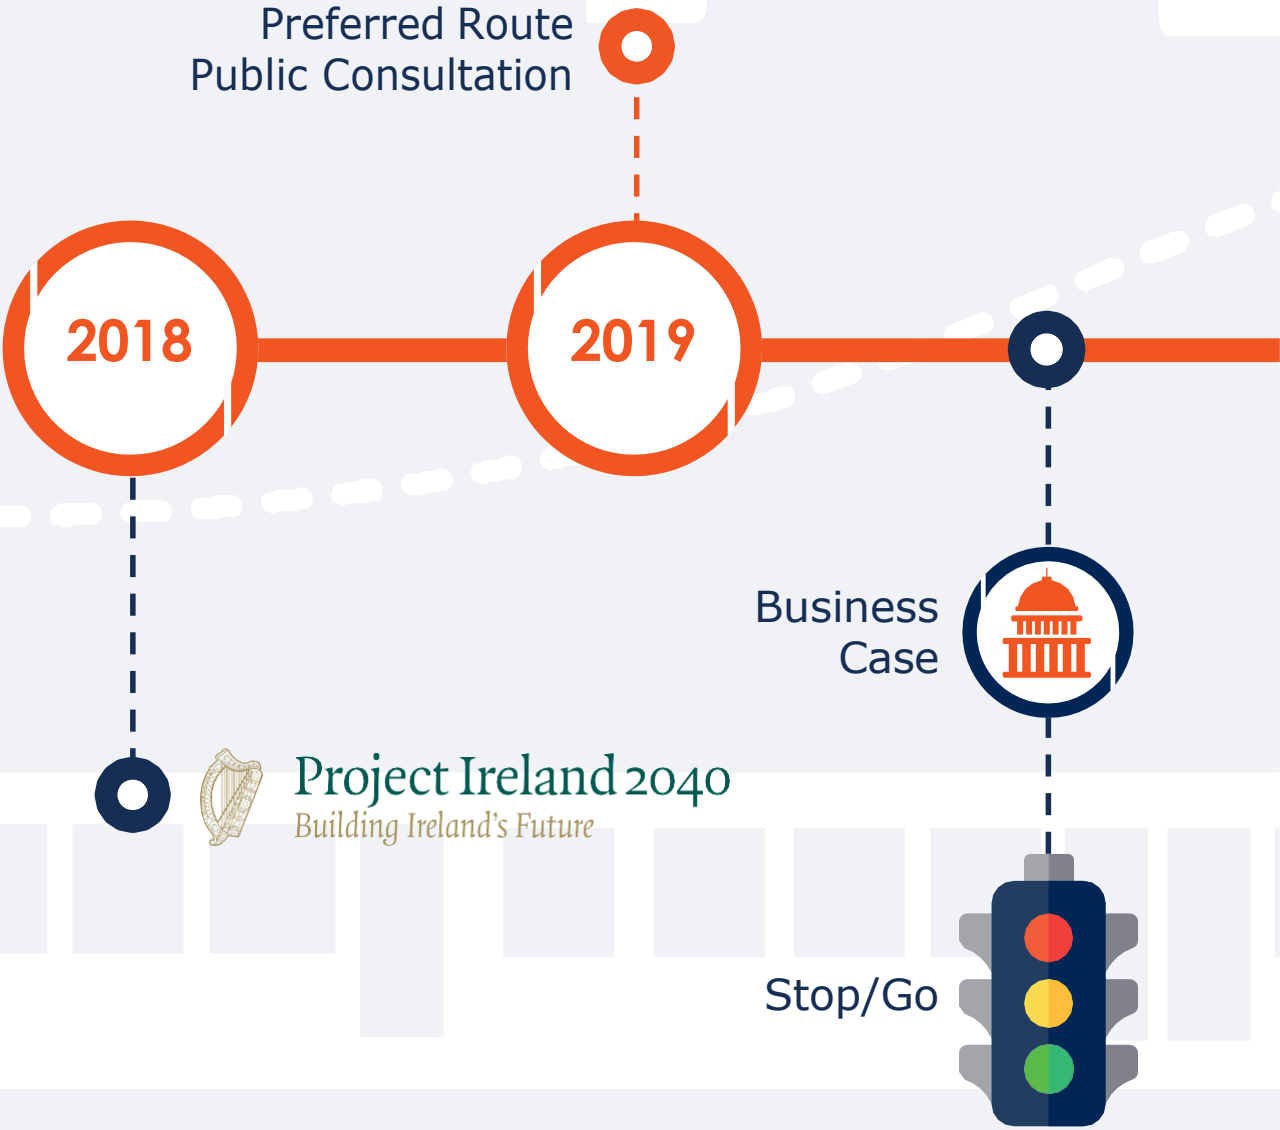 Preferred Route
Public Consultation
2018
2019
Business
Case
Project Ireland 2040
Building Ireland's Future
Stop/Go